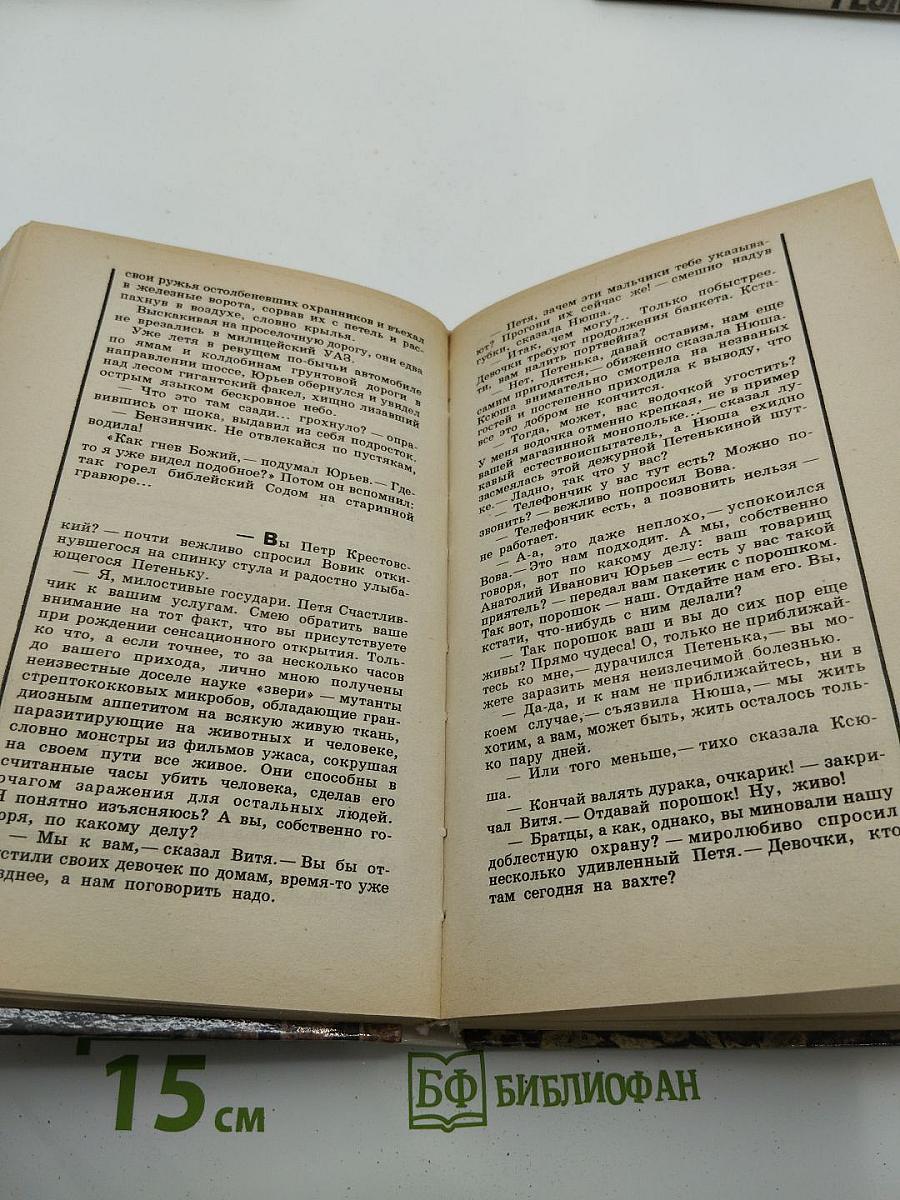 свои ружья остолбеневших охранников и въехал
в железные ворота, сорвав их с петель и рас-
пахнув в воздухе, словно крылья.
Выскакивая на проселочную дорогу, они едва
не врезались в милицейский УАЗ.
Уже летя в ревущем по-бычьи автомобиле
по ямам и колдобинам грунтовой дороги в
направлении шоссе, Юрьев обернулся и увидел
над лесом гигантский факел, хищно лизавший
острым языком бескровное небо.
— Что это там сзади... грохнуло? — опра-
вившись от шока, выдавил из себя подросток.
— Бензинчик. Не отвлекайся по пустякам,
водила!
«Как гнев Божий,— подумал Юрьев.— Где-
то я уже видел подобное?» Потом он вспомнил:
так горел библейский Содом на старинной
гравюре...
— Вы Петр Крестовс-
кий? — почти вежливо спросил Вовик отки-
нувшегося на спинку стула и радостно улыба-
ющегося Петеньку.
— Я, милостивые государи. Петя Счастлив-
чик к вашим услугам. Смею обратить ваше
внимание на тот факт, что вы присутствуете
при рождении сенсационного открытия. Толь-
ко что, а если точнее, то за несколько часов
до вашего прихода, лично мною получены
неизвестные доселе науке «звери» — мутанты
стрептококковых микробов, обладающие гран-
диозным аппетитом на всякую живую ткань,
паразитирующие на животных и человеке,
словно монстры из фильмов ужаса, сокрушая
на своем пути все живое. Они способны в
считанные часы убить человека, сделав его
очагом заражения для остальных людей.
Я понятно изъясняюсь? А вы, собственно го-
оря, по какому делу?
— Мы к вам,— сказал Витя.— Вы бы от-
устили своих девочек по домам, время-то уже
зднее, а нам поговорить надо.
— Петя, зачем эти мальчики тебе указыва-
ют? Прогони их сейчас же! — смешно надув
губки, сказала Нюша.
— Итак, чем могу?.. Только побыстрее.
Девочки требуют продолжения банкета. Кста-
ти, вам налить портвейна?
— Нет, Петенька, давай оставим, нам еще
самим пригодится,— обиженно сказала Нюша.
Ксюша внимательно смотрела на незваных
гостей и постепенно приходила к выводу, что
все это добром не кончится.
— Тогда, может, вас водочкой угостить?
У меня водочка отменно крепкая, не в пример
вашей магазинной монопольке...— сказал лу-
кавый естествоиспытатель, а Нюша ехидно
засмеялась этой дежурной Петенькиной шут-
ке.— Ладно, так что у вас?
— Телефончик у вас тут есть? Можно по-
звонить? — вежливо попросил Вова.
— Телефончик есть, а позвонить нельзя —
не работает.
— А-а, это даже неплохо,— успокоился
Вова.— Это нам подходит. А мы, собственно
говоря, вот по какому делу: ваш товарищ
Анатолий Иванович Юрьев — есть у вас такой
приятель? — передал вам пакетик с порошком.
Так вот, порошок — наш. Отдайте нам его. Вы,
кстати, что-нибудь с ним делали?
— Так порошок ваш и вы до сих пор еще
живы? Прямо чудеса! О, только не приближай-
тесь ко мне,— дурачился Петенька,— вы мо-
жете заразить меня неизлечимой болезнью.
— Да-да, и к нам не приближайтесь, ни в
коем случае,— съязвила Нюша,— мы жить
хотим, а вам, может быть, жить осталось толь-
ко пару дней.
— Или того меньше,— тихо сказала Ксю-
ша.
— Кончай валять дурака, очкарик! — закри-
чал Витя.— Отдавай порошок! Ну, живо!
— Братцы, а как, однако, вы миновали нашу
доблестную охрану? — миролюбиво спросил
несколько удивленный Петя.— Девочки, кто
там сегодня на вахте?
15 см
БФ БИБЛИОФАН